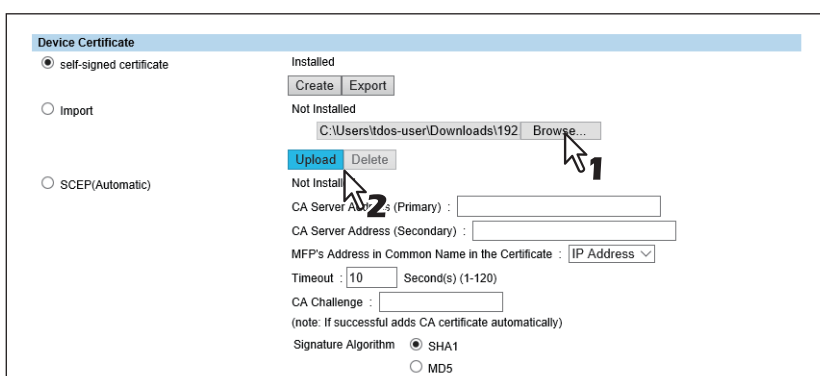 Device Certificate
self-signed certificate Installed
Create Export
Import Not Installed
C:\Users\tdos-user\Downloads\192 Browse...
1
Upload Delete
SCEP(Automatic) Not
2
CA Server (Primary) :
CA Server Address (Secondary) :
MFP's Address in Common Name in the Certificate : IP Address
Timeout : 10 Second(s) (1-120)
CA Challenge :
(note: If successful adds CA certificate automatically)
Signature Algorithm SHA1
MD5